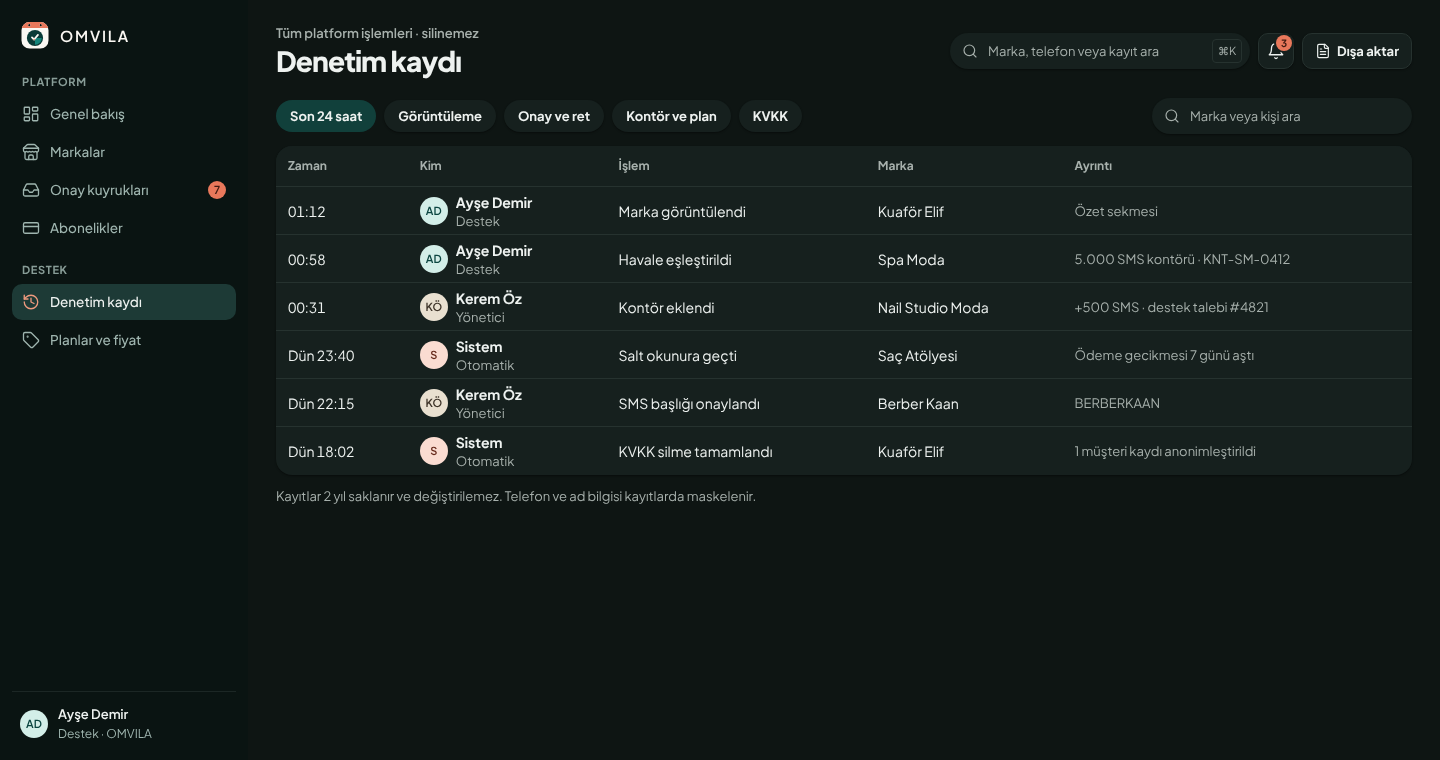 OMVILA
PLATFORM
Genel bakış
Markalar
Onay kuyrukları 7
Abonelikler
DESTEK
Denetim kaydı
Planlar ve fiyat
AD Ayşe Demir
Destek · OMVILA
Tüm platform işlemleri · silinemez
Denetim kaydı
Marka, telefon veya kayıt ara ⌘K
3
Dışa aktar
Son 24 saat Görüntüleme Onay ve ret Kontör ve plan KVKK
Marka veya kişi ara
Zaman Kim İşlem Marka Ayrıntı
01:12 AD Ayşe Demir Destek Marka görüntülendi Kuaför Elif Özet sekmesi
00:58 AD Ayşe Demir Destek Havale eşleştirildi Spa Moda 5.000 SMS kontörü · KNT-SM-0412
00:31 KÖ Kerem Öz Yönetici Kontör eklendi Nail Studio Moda +500 SMS · destek talebi #4821
Dün 23:40 S Sistem Otomatik Salt okunura geçti Saç Atölyesi Ödeme gecikmesi 7 günü aştı
Dün 22:15 KÖ Kerem Öz Yönetici SMS başlığı onaylandı Berber Kaan BERBERKAAN
Dün 18:02 S Sistem Otomatik KVKK silme tamamlandı Kuaför Elif 1 müşteri kaydı anonimleştirildi
Kayıtlar 2 yıl saklanır ve değiştirilemez. Telefon ve ad bilgisi kayıtlarda maskelenir.